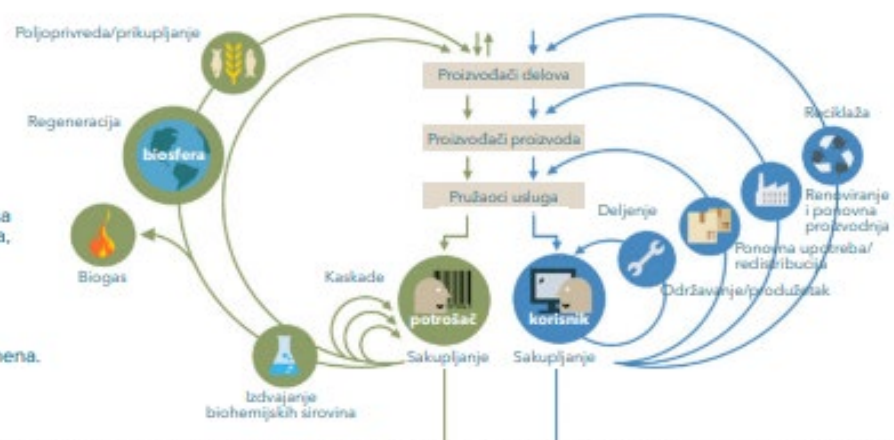 Poljoprivreda/prikupljanje
Proizvođači delova
Reciklaža
Regeneracija
biosfera
Proizvođači proizvoda
Pružaoci usluga
Deljenje
Renoviranje
i ponovna
proizvodnja
Ponovna upotreba/
redistribucija
Biogas
Kaskade
Održavanje/produžetak
potrošač
korisnik
Sakupljanje
Sakupljanje
Izdvajanje
biohemijskih sirovina